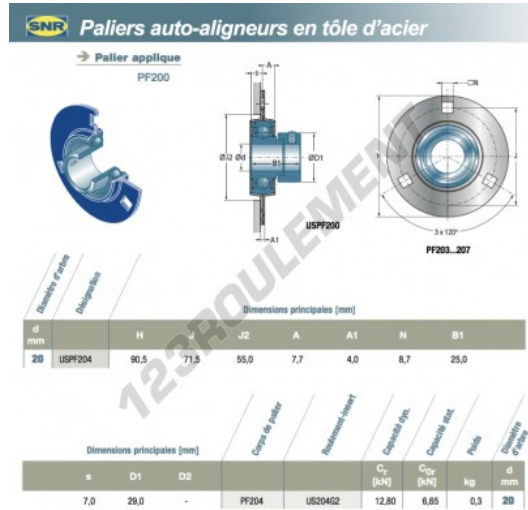 SNR Paliers auto-aligneurs en tôle d'acier
Palier applique
PF200
A
s
□N
ØJ2
Ød
B1
ØD1
J
A1
USPF200
3 x 120°
PF203...207
123ROULEMENT
Diamètre d'arbre
Désignation
Dimensions principales [mm]
d mm H J J2 A A1 N B1
20 USPF204 90,5 71,5 55,0 7,7 4,0 8,7 25,0
Corps de palier
Roulement-insert
Capacité dyn.
Capacité stat.
Poids
Diamètre d'arbre
Dimensions principales [mm]
s D1 D2 Cr [kN] C0r [kN] kg d mm
7,0 29,0 - PF204 US204G2 12,80 6,65 0,3 20